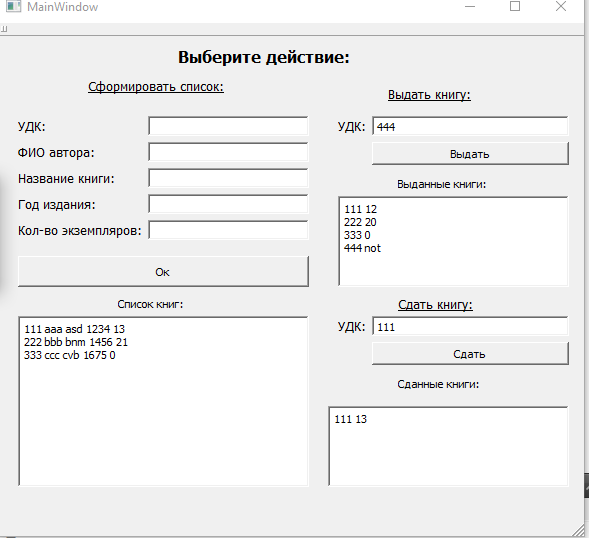 MainWindow
Выберите действие:
Сформировать список:
УДК:
ФИО автора:
Название книги:
Год издания:
Кол-во экземпляров:
Ок
Список книг:
111 aaa asd 1234 13
222 bbb bnm 1456 21
333 ccc cvb 1675 0
Выдать книгу:
УДК: 444
Выдать
Выданные книги:
111 12
222 20
333 0
444 not
Сдать книгу:
УДК: 111
Сдать
Сданные книги:
111 13